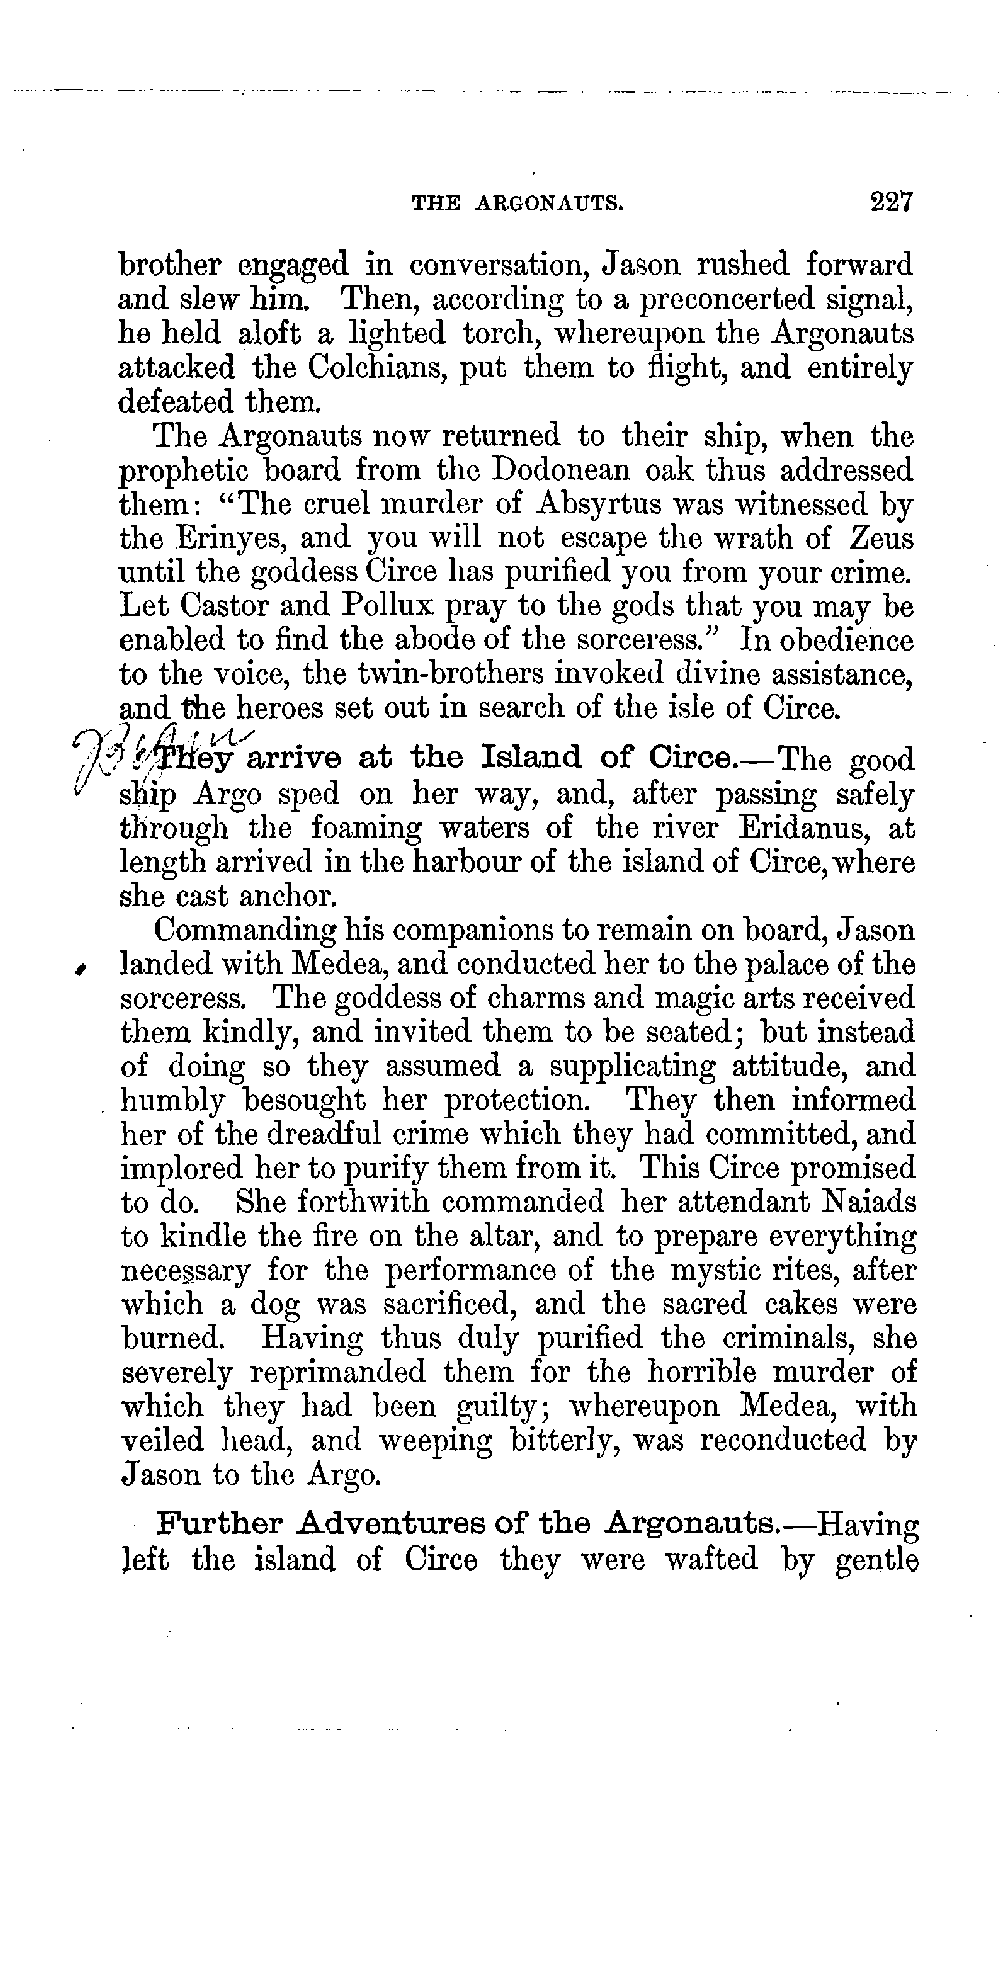 THE ARGONAUTS. 227
brother engaged in conversation, Jason rushed forward
and slew him. Then, according to a preconcerted signal,
he held aloft a lighted torch, whereupon the Argonauts
attacked the Colchians, put them to flight, and entirely
defeated them.
The Argonauts now returned to their ship, when the
prophetic board from the Dodonean oak thus addressed
them: “The cruel murder of Absyrtus was witnessed by
the Erinyes, and you will not escape the wrath of Zeus
until the goddess Circe has purified you from your crime.
Let Castor and Pollux pray to the gods that you may be
enabled to find the abode of the sorceress.” In obedience
to the voice, the twin-brothers invoked divine assistance,
and the heroes set out in search of the isle of Circe.
They arrive at the Island of Circe.—The good
ship Argo sped on her way, and, after passing safely
through the foaming waters of the river Eridanus, at
length arrived in the harbour of the island of Circe, where
she cast anchor.
Commanding his companions to remain on board, Jason
landed with Medea, and conducted her to the palace of the
sorceress. The goddess of charms and magic arts received
them kindly, and invited them to be seated; but instead
of doing so they assumed a supplicating attitude, and
humbly besought her protection. They then informed
her of the dreadful crime which they had committed, and
implored her to purify them from it. This Circe promised
to do. She forthwith commanded her attendant Naiads
to kindle the fire on the altar, and to prepare everything
necessary for the performance of the mystic rites, after
which a dog was sacrificed, and the sacred cakes were
burned. Having thus duly purified the criminals, she
severely reprimanded them for the horrible murder of
which they had been guilty; whereupon Medea, with
veiled head, and weeping bitterly, was reconducted by
Jason to the Argo.
Further Adventures of the Argonauts.—Having
left the island of Circe they were wafted by gentle